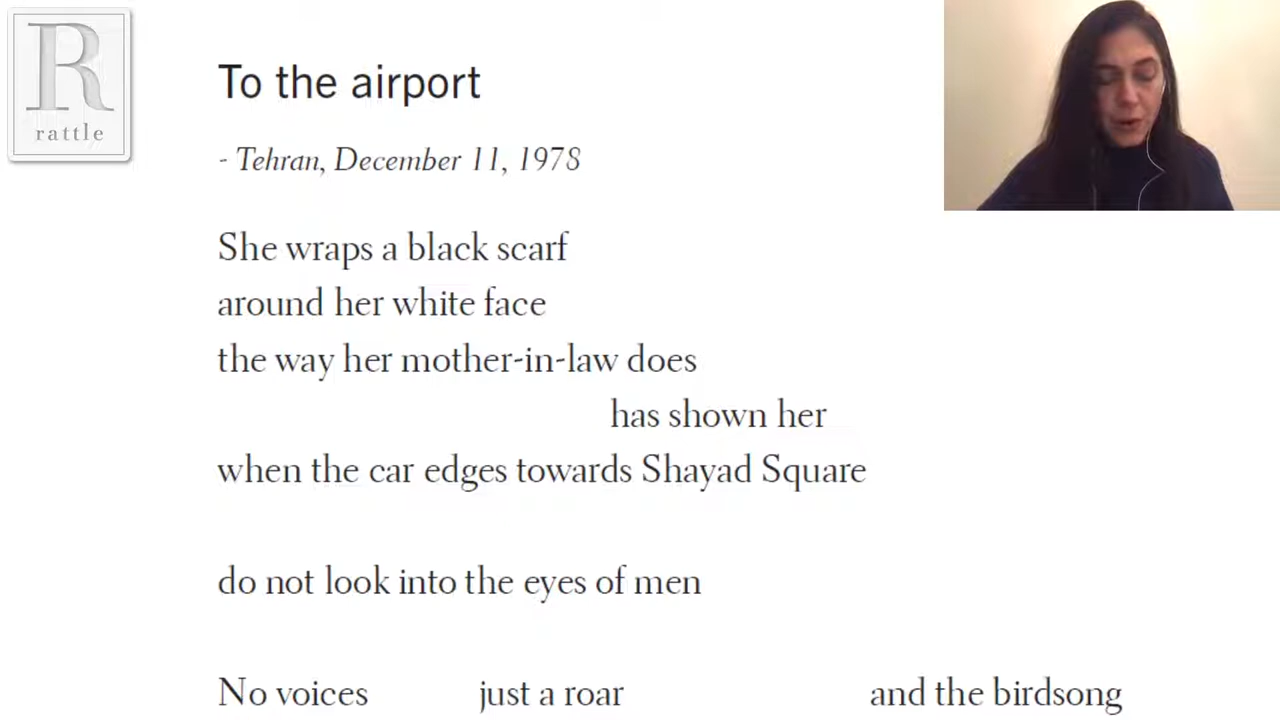 R
rattle
To the airport
- Tehran, December 11, 1978
She wraps a black scarf
around her white face
the way her mother-in-law does
has shown her
when the car edges towards Shayad Square
do not look into the eyes of men
No voices just a roar and the birdsong